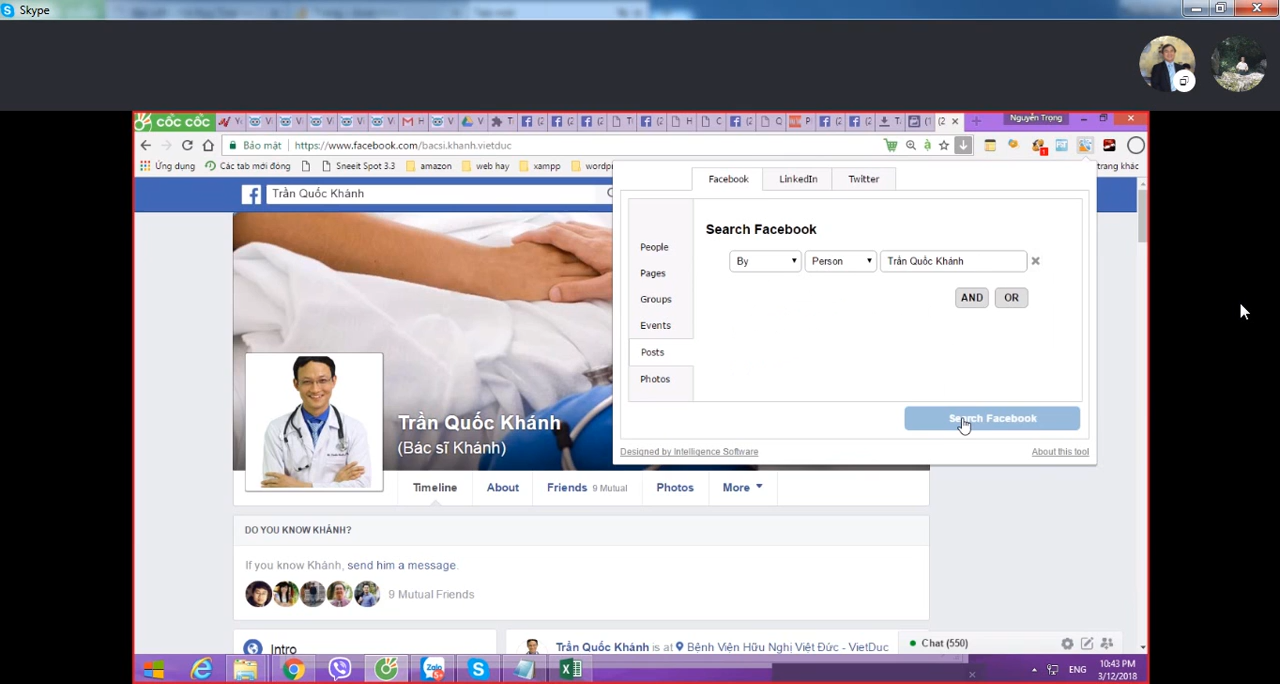 Skype
cốc cốc
Nguyễn Trọng
Bảo mật
https://www.facebook.com/bacsi.khanh.vietduc
Ứng dụng
Các tab mới đóng
Sneeit Spot 3.3
amazon
web hay
xampp
wordpr
trang khác
Trần Quốc Khánh
Facebook
LinkedIn
Twitter
Search Facebook
People
Pages
Groups
Events
Posts
Photos
By
Person
Trần Quốc Khánh
AND
OR
Search Facebook
Designed by Intelligence Software
About this tool
Trần Quốc Khánh
(Bác sĩ Khánh)
Timeline
About
Friends 9 Mutual
Photos
More
DO YOU KNOW KHÁNH?
If you know Khánh, send him a message.
9 Mutual Friends
Intro
Trần Quốc Khánh is at Bệnh Viện Hữu Nghị Việt Đức - VietDuc
Chat (550)
Zalo
5+
ENG
10:43 PM
3/12/2018